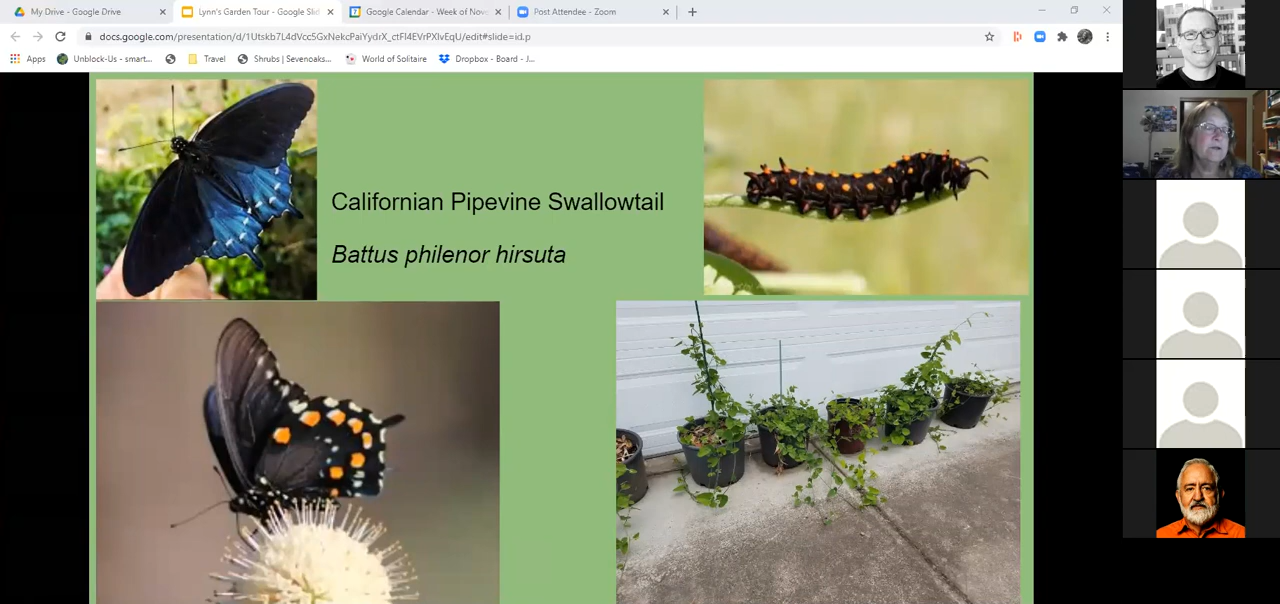 My Drive - Google Drive
Lynn's Garden Tour - Google Slid
Google Calendar - Week of Nove
Post Attendee - Zoom
docs.google.com/presentation/d/1Utskb7L4dVcc5GxNekcPaiYydrX_ctFl4EVrPXlvEqU/edit#slide=id.p
Apps
Unblock-Us - smart...
Travel
Shrubs | Sevenoaks...
World of Solitaire
Dropbox - Board - J...
Californian Pipevine Swallowtail
Battus philenor hirsuta